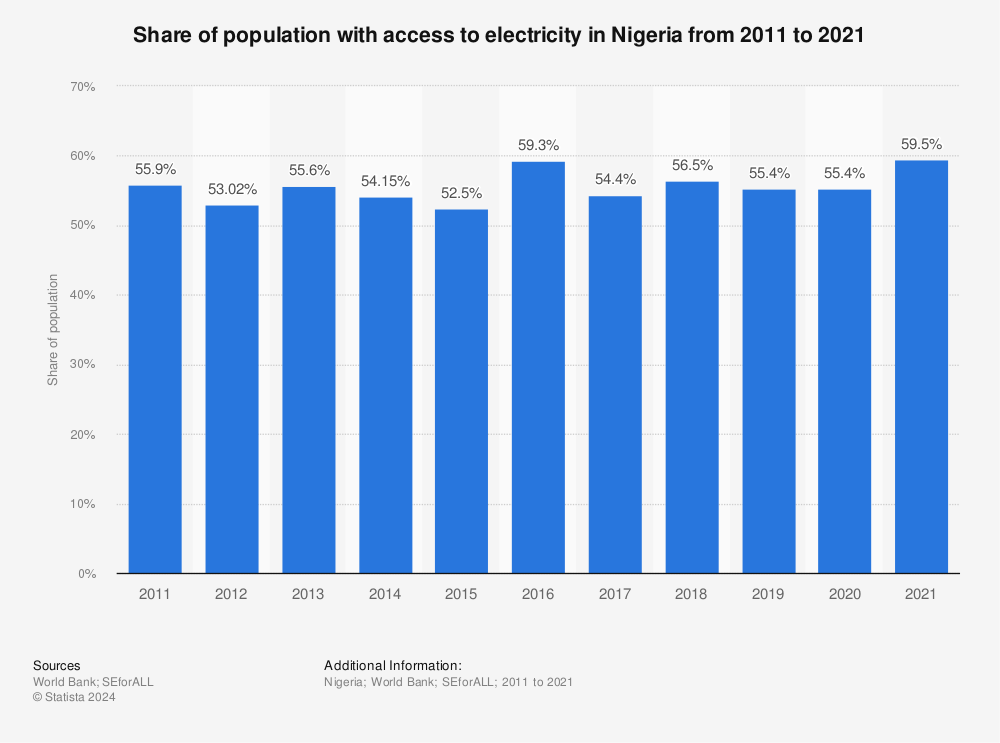 Share of population with access to electricity in Nigeria from 2011 to 2021
70%
60%
50%
40%
30%
20%
10%
0%
Share of population
55.9%
53.02%
55.6%
54.15%
52.5%
59.3%
54.4%
56.5%
55.4%
55.4%
59.5%
2011 2012 2013 2014 2015 2016 2017 2018 2019 2020 2021
Sources
World Bank; SEforALL
© Statista 2024
Additional Information:
Nigeria; World Bank; SEforALL; 2011 to 2021